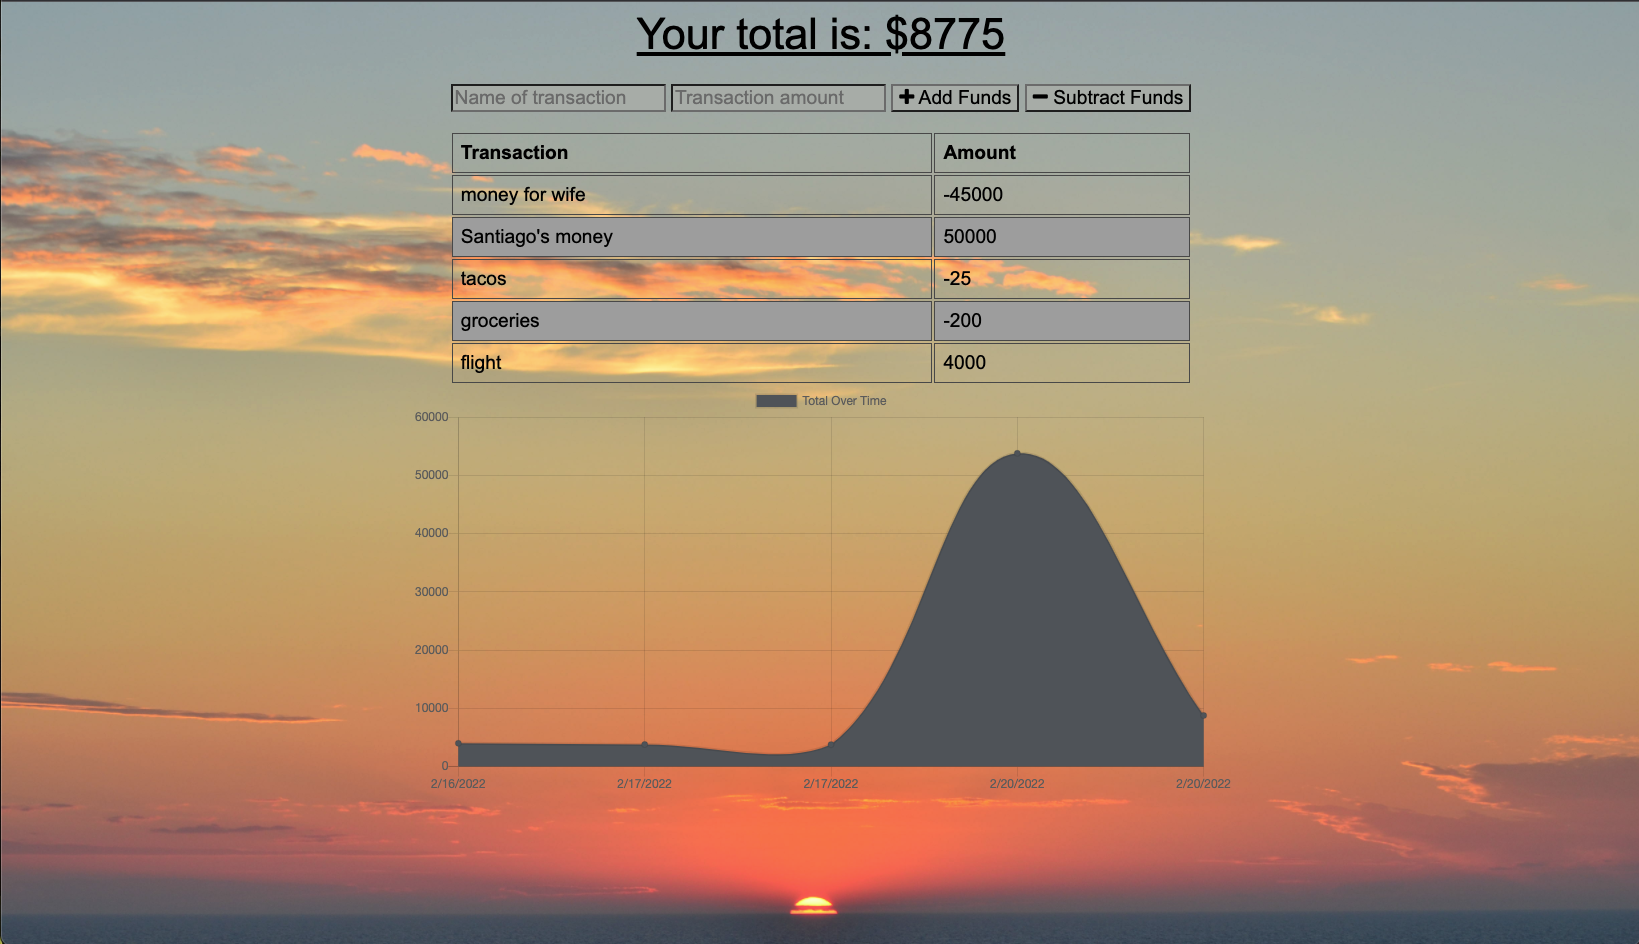 Your total is: $8775
Name of transaction Transaction amount Add Funds Subtract Funds
Transaction Amount
money for wife -45000
Santiago's money 50000
tacos -25
groceries -200
flight 4000
Total Over Time
60000
50000
40000
30000
20000
10000
0
2/16/2022 2/17/2022 2/17/2022 2/20/2022 2/20/2022